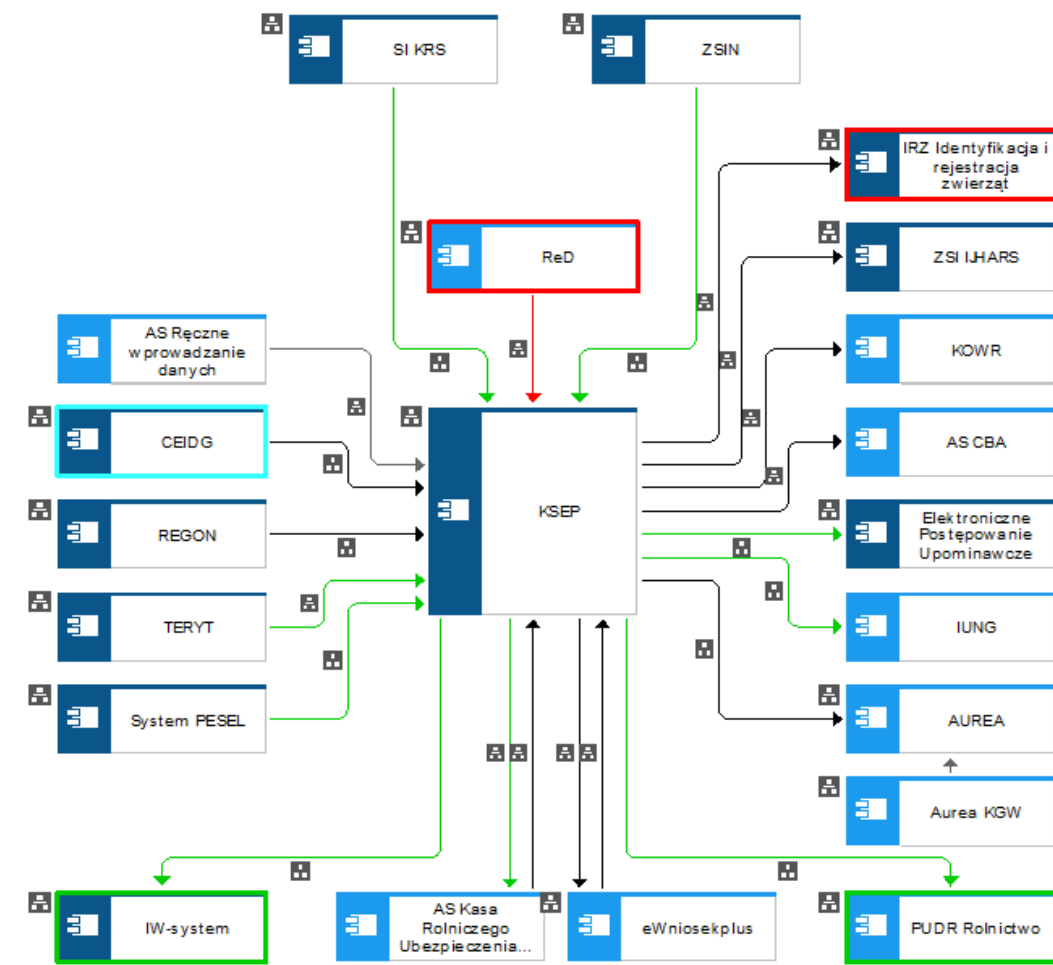 SI KRS
ZSIN
IRZ Identyfikacja i
rejestracja
zwierząt
ReD
ZSI IJHARS
AS Ręczne
wprowadzanie
danych
KOWR
CEIDG
AS CBA
KSEP
REGON
Elektroniczne
Postępowanie
Upominawcze
TERYT
IUNG
System PESEL
AUREA
Aurea KGW
IW-system
AS Kasa
Rolniczego
Ubezpieczenia...
eWniosekplus
PUDR Rolnictwo